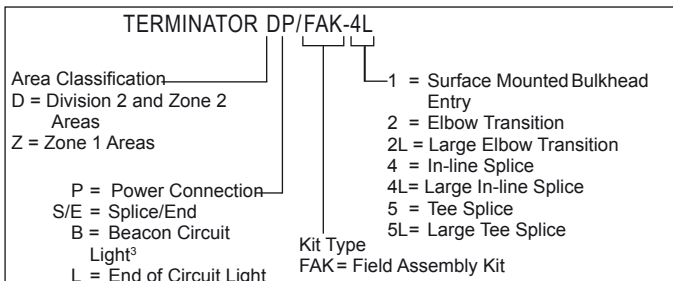 TERMINATOR DP/FAK-4L
Area Classification
D = Division 2 and Zone 2
Areas
Z = Zone 1 Areas
P = Power Connection
S/E = Splice/End
B = Beacon Circuit
Light³
L = End of Circuit Light
Kit Type
FAK = Field Assembly Kit
1 = Surface Mounted Bulkhead
Entry
2 = Elbow Transition
2L = Large Elbow Transition
4 = In-line Splice
4L= Large In-line Splice
5 = Tee Splice
5L= Large Tee Splice